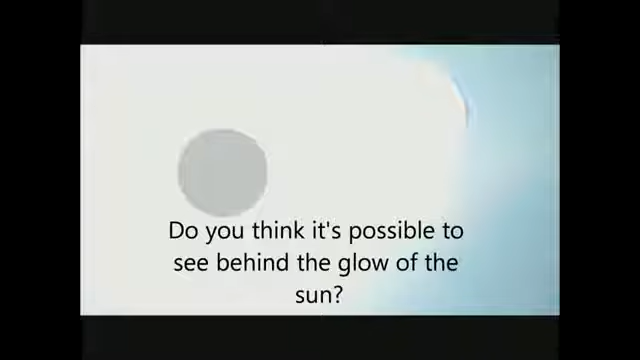 Do you think it's possible to
see behind the glow of the
sun?